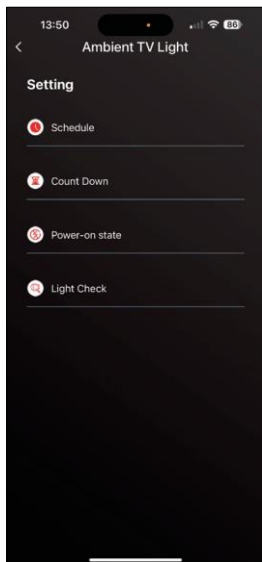 13:50
86
Ambient TV Light
Setting
Schedule
Count Down
Power-on state
Light Check